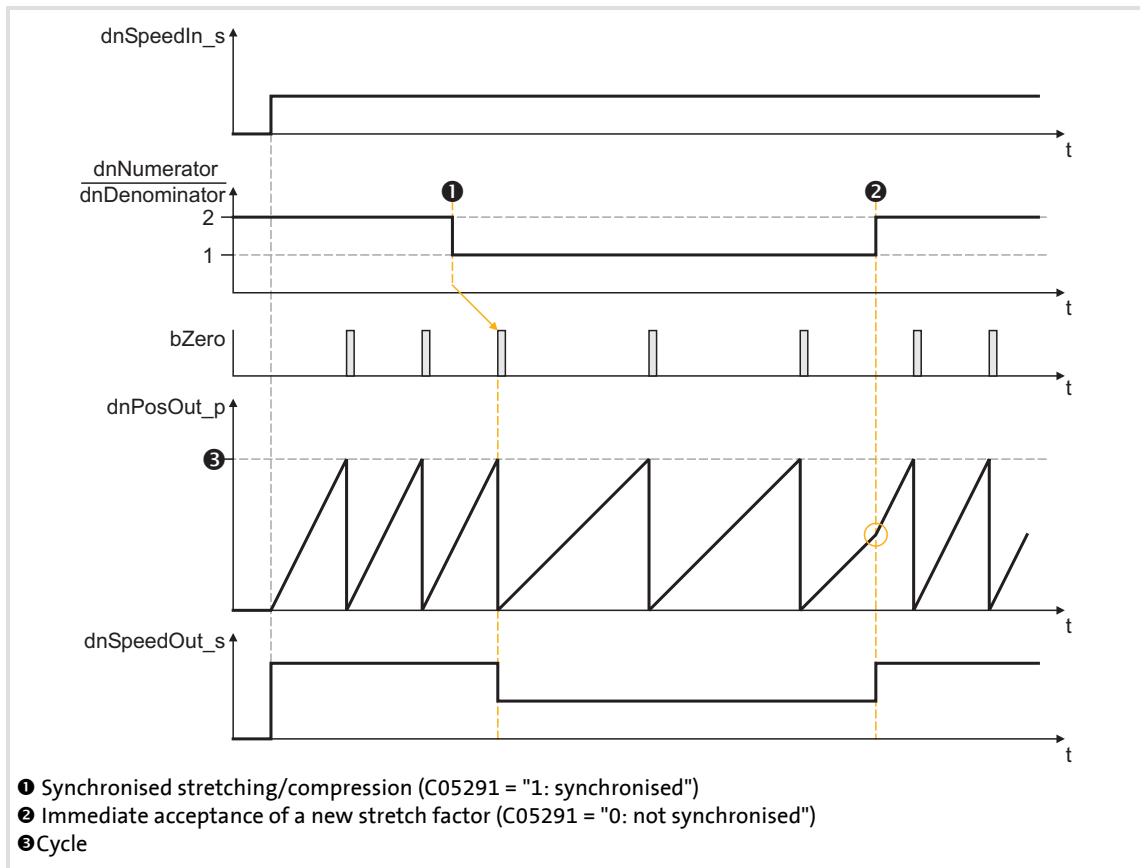 dnSpeedIn_s
t
dnNumerator
dnDenominator
❶
❷
2
1
t
bZero
t
dnPosOut_p
❸
t
dnSpeedOut_s
t
❶ Synchronised stretching/compression (C05291 = "1: synchronised")
❷ Immediate acceptance of a new stretch factor (C05291 = "0: not synchronised")
❸Cycle